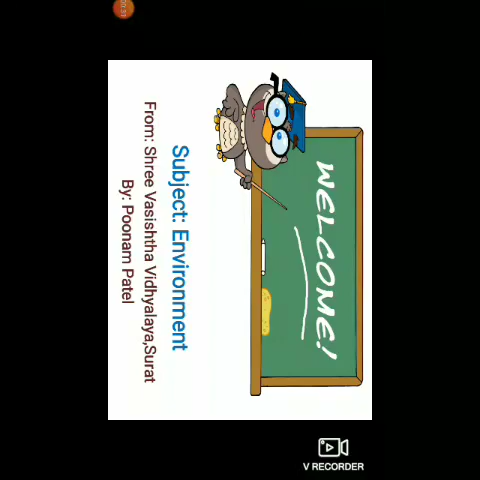 WELCOME!
Subject: Environment
From: Shree Vasishtha Vidhyalaya,Surat
By: Poonam Patel
V RECORDER